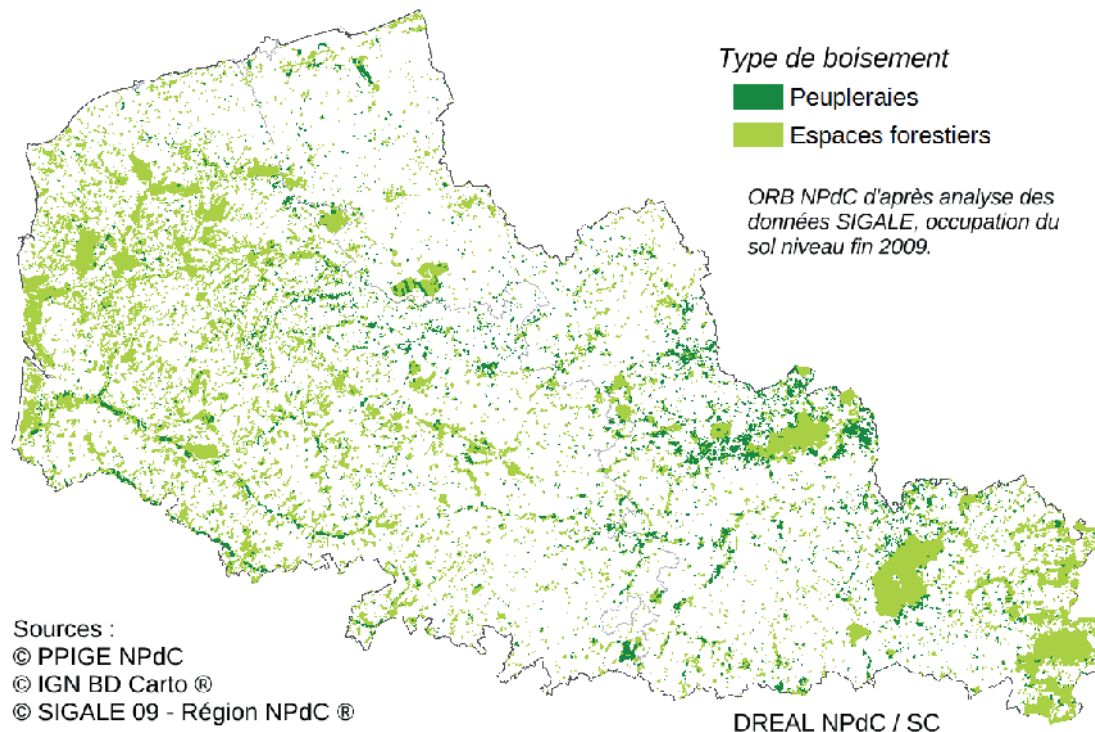 Type de boisement
Peupleraies
Espaces forestiers
ORB NPdC d'après analyse des
données SIGALE, occupation du
sol niveau fin 2009.
Sources :
© PPIGE NPdC
© IGN BD Carto ®
© SIGALE 09 - Région NPdC ®
DREAL NPdC / SC